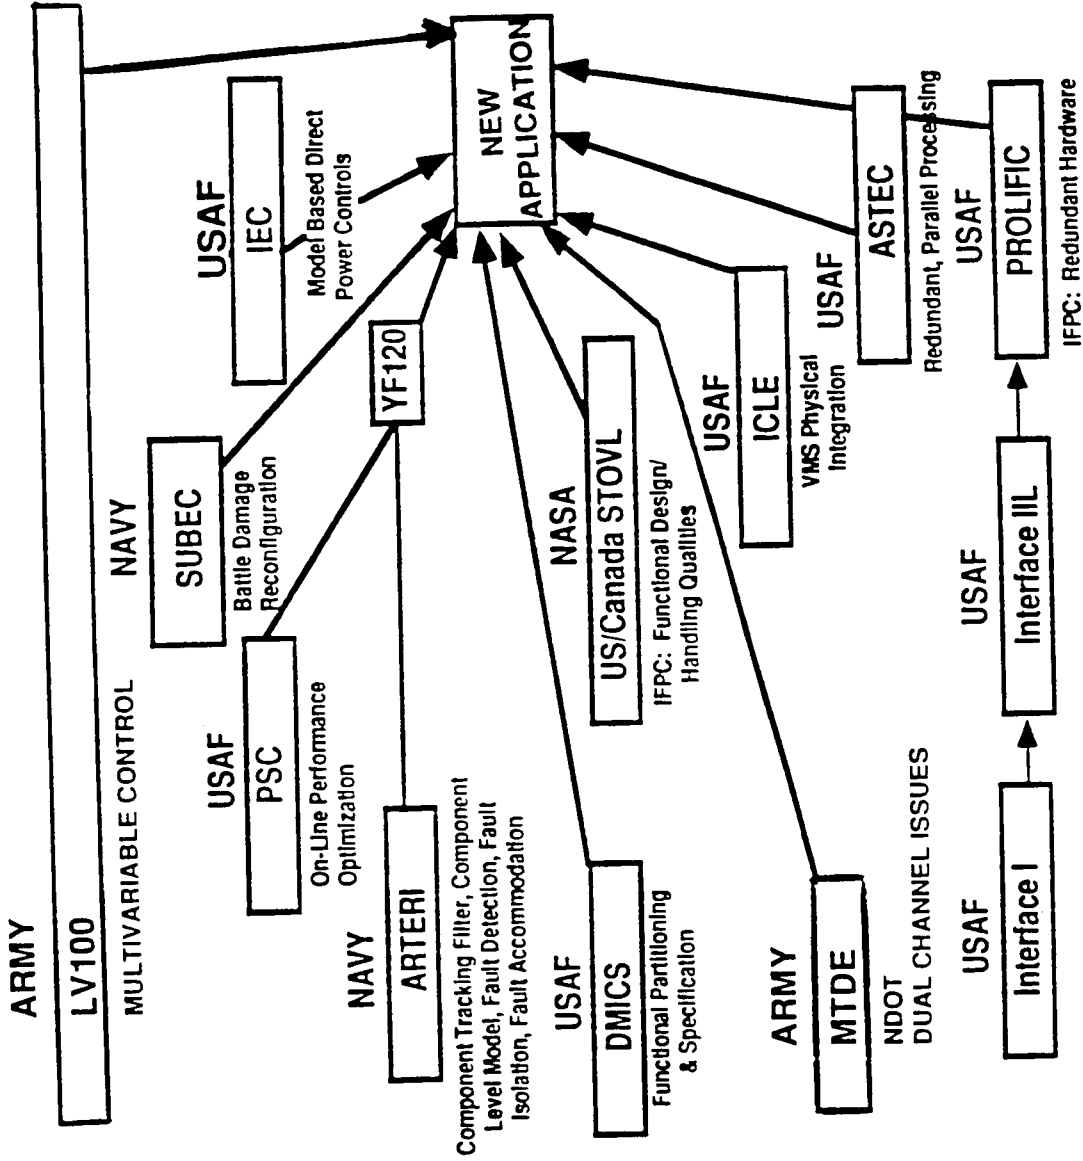 ARMY
LV100
MULTIVARIABLE CONTROL
NAVY
SUBEC
Battle Damage
Reconfiguration
USAF
IEC
Model Based Direct
Power Controls
USAF
PSC
On-Line Performance
Optimization
YF120
NEW
APPLICATION
NAVY
ARTERI
Component Tracking Filter, Component
Level Model, Fault Detection, Fault
Isolation, Fault Accommodation
USAF
DMICS
Functional Partitioning
& Specification
NASA
US/Canada STOVL
IFPC: Functional Design/
Handling Qualities
ARMY
MTDE
NDOT
DUAL CHANNEL ISSUES
USAF
ICLE
VMS Physical
Integration
USAF
ASTEC
Redundant, Parallel Processing
USAF
Interface I
USAF
Interface IIL
USAF
PROLIFIC
IFPC: Redundant Hardware